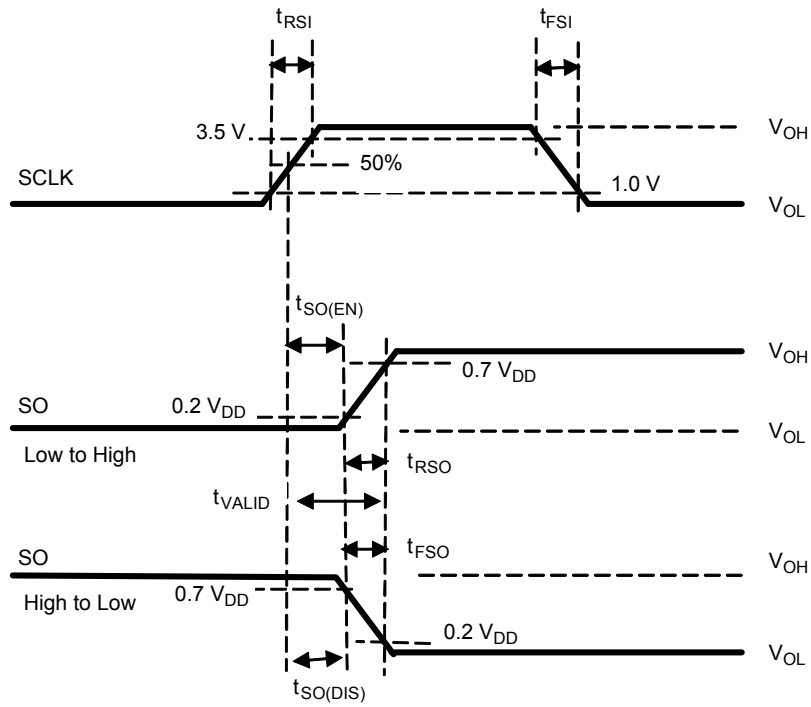 tRSI
tFSI
3.5 V
VOH
50%
SCLK
1.0 V
VOL
tSO(EN)
VOH
0.7 VDD
SO
0.2 VDD
VOL
Low to High
tRSO
tVALID
tFSO
SO
VOH
0.7 VDD
High to Low
0.2 VDD
VOL
tSO(DIS)